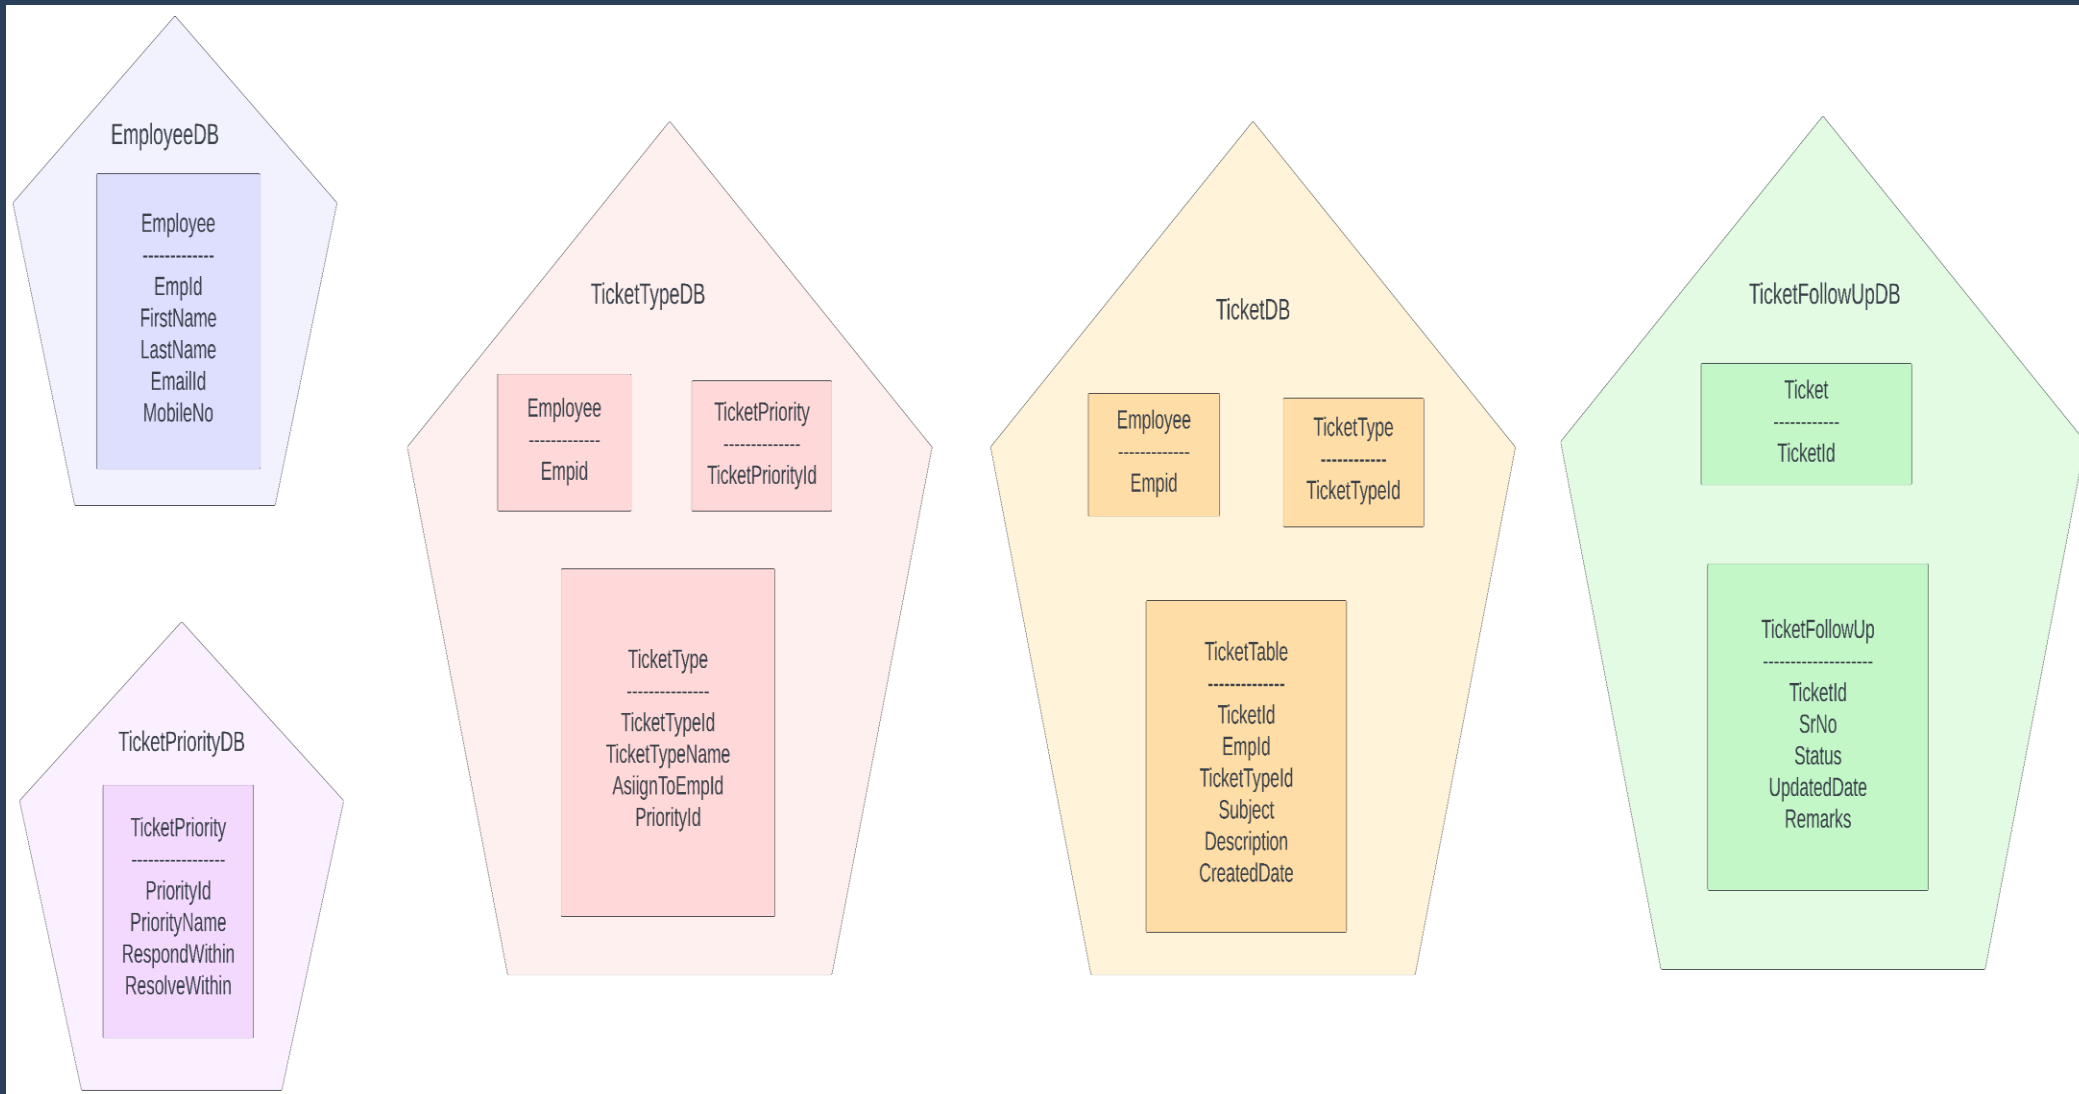 EmployeeDB
Employee
-------------
EmpId
FirstName
LastName
EmailId
MobileNo
TicketPriorityDB
TicketPriority
-----------------
PriorityId
PriorityName
RespondWithin
ResolveWithin
TicketTypeDB
Employee
-------------
Empid
TicketPriority
--------------
TicketPriorityId
TicketType
---------------
TicketTypeId
TicketTypeName
AsiignToEmpId
PriorityId
TicketDB
Employee
-------------
Empid
TicketType
------------
TicketTypeId
TicketTable
--------------
TicketId
EmpId
TicketTypeId
Subject
Description
CreatedDate
TicketFollowUpDB
Ticket
------------
TicketId
TicketFollowUp
--------------------
TicketId
SrNo
Status
UpdatedDate
Remarks